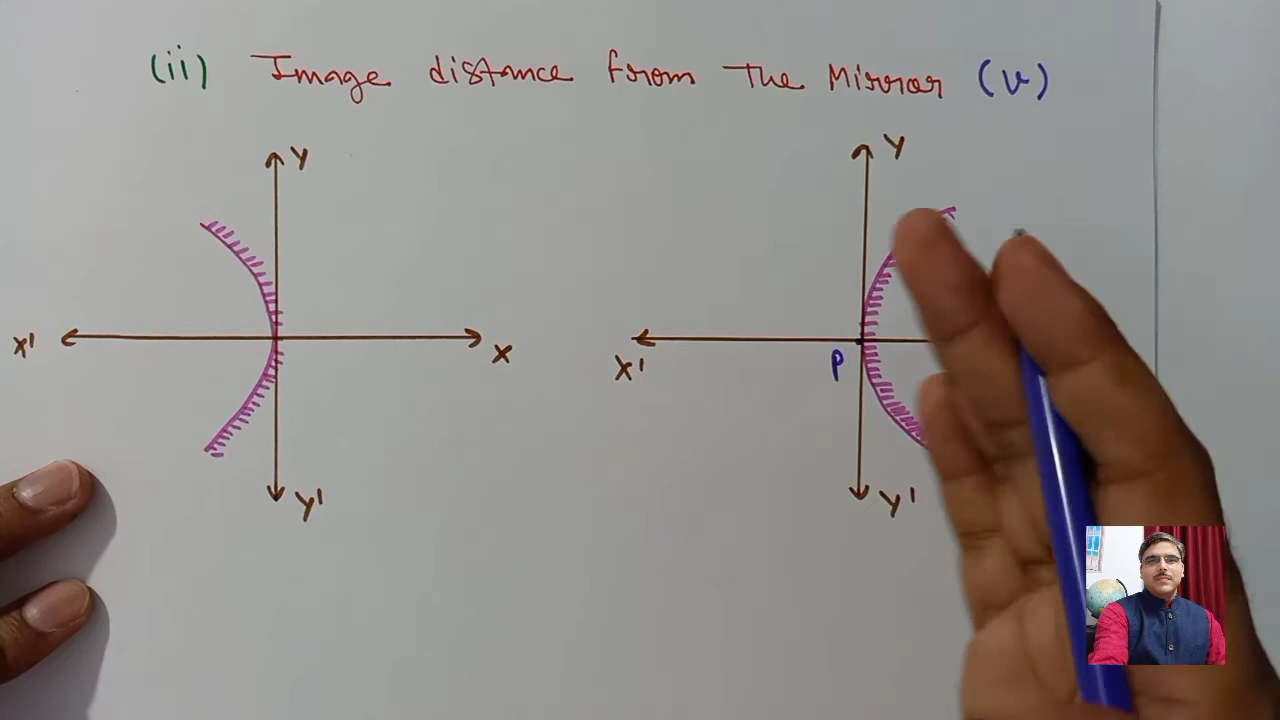 (ii) Image distance from The Mirror (v)
Y Y
X' X X' P
Y' Y'